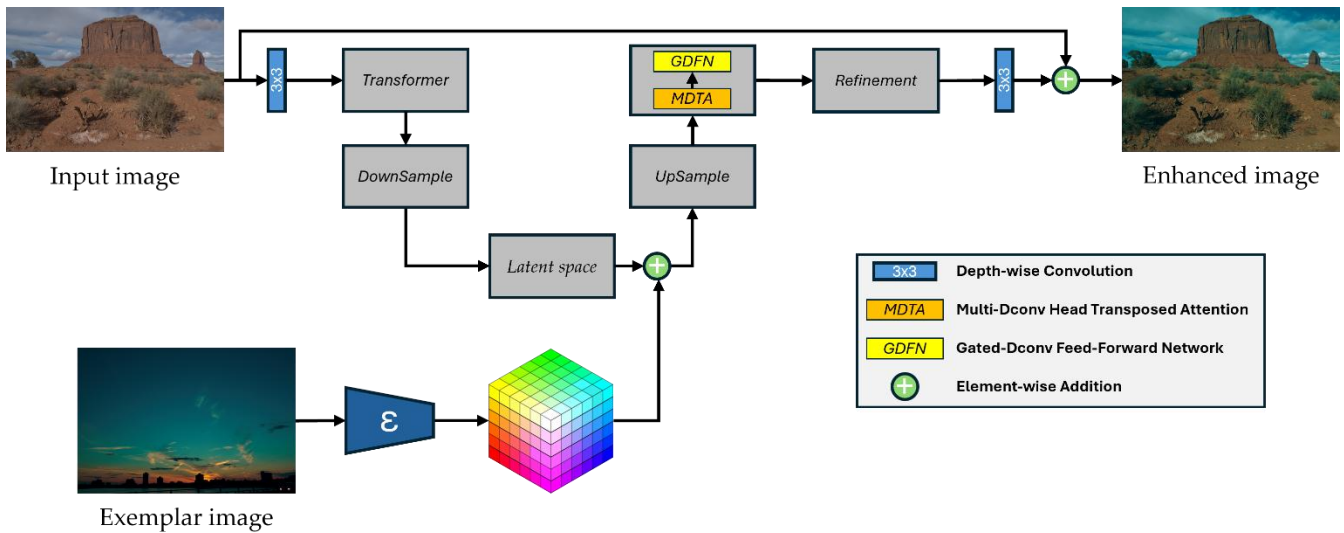 3x3
Transformer
GDFN
MDTA
Refinement
3x3
+
Input image
DownSample
UpSample
Enhanced image
Latent space
+
3x3 Depth-wise Convolution
MDTA Multi-Dconv Head Transposed Attention
GDFN Gated-Dconv Feed-Forward Network
+ Element-wise Addition
ε
Exemplar image